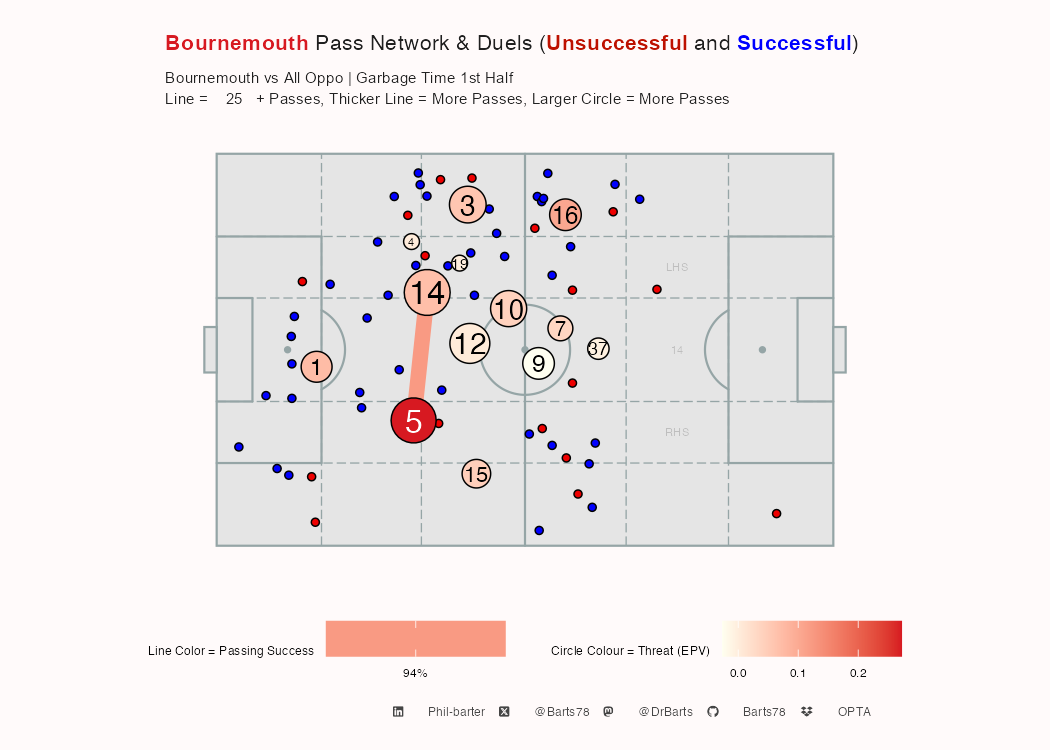 Bournemouth Pass Network & Duels (Unsuccessful and Successful)
Bournemouth vs All Oppo | Garbage Time 1st Half
Line = 25 + Passes, Thicker Line = More Passes, Larger Circle = More Passes
3
16
4
19
LHS
14
10
7
12
37
14
9
1
5
RHS
15
Line Color = Passing Success
94%
Circle Colour = Threat (EPV)
0.0 0.1 0.2
Phil-barter @Barts78 @DrBarts Barts78 OPTA